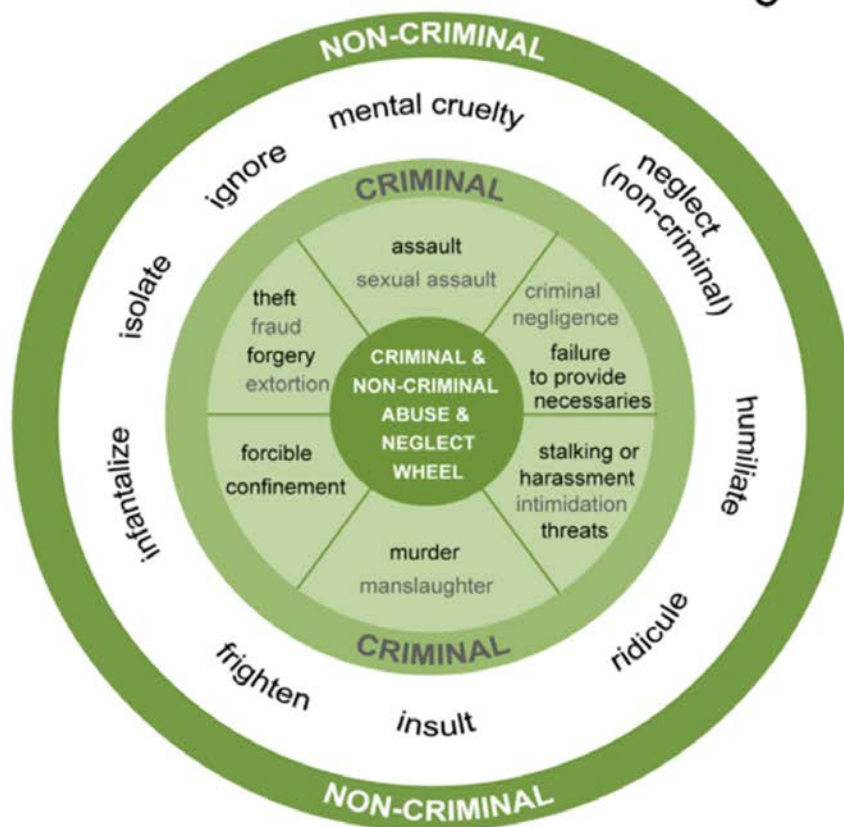 NON-CRIMINAL
mental cruelty
neglect
(non-criminal)
humiliate
ridicule
insult
frighten
infantalize
isolate
ignore
CRIMINAL
assault
sexual assault
criminal
negligence
failure
to provide
necessaries
stalking or
harassment
intimidation
threats
murder
manslaughter
forcible
confinement
theft
fraud
forgery
extortion
CRIMINAL &
NON-CRIMINAL
ABUSE &
NEGLECT
WHEEL
CRIMINAL
NON-CRIMINAL